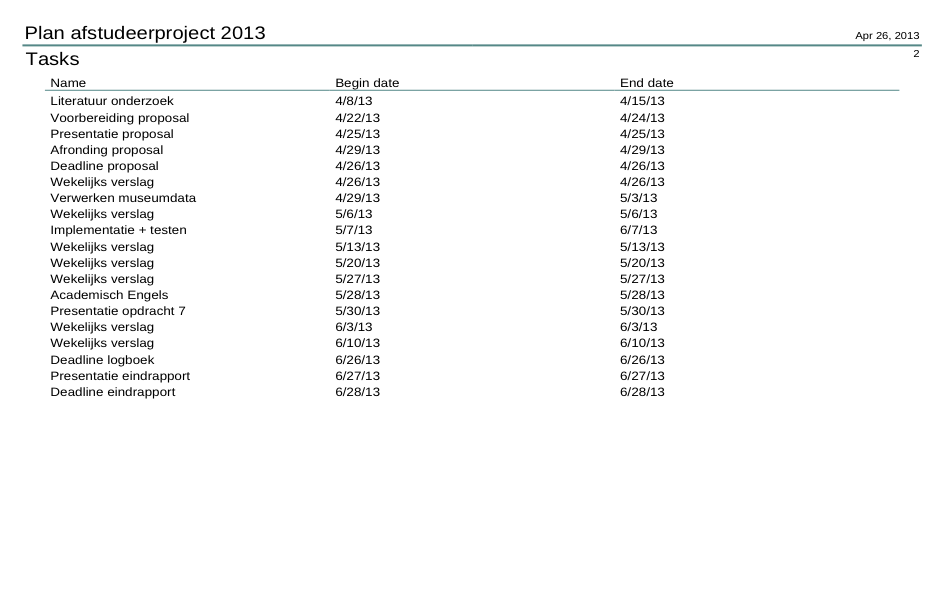 Plan afstudeerproject 2013 Apr 26, 2013
Tasks 2
Name Begin date End date
Literatuur onderzoek 4/8/13 4/15/13
Voorbereiding proposal 4/22/13 4/24/13
Presentatie proposal 4/25/13 4/25/13
Afronding proposal 4/29/13 4/29/13
Deadline proposal 4/26/13 4/26/13
Wekelijks verslag 4/26/13 4/26/13
Verwerken museumdata 4/29/13 5/3/13
Wekelijks verslag 5/6/13 5/6/13
Implementatie + testen 5/7/13 6/7/13
Wekelijks verslag 5/13/13 5/13/13
Wekelijks verslag 5/20/13 5/20/13
Wekelijks verslag 5/27/13 5/27/13
Academisch Engels 5/28/13 5/28/13
Presentatie opdracht 7 5/30/13 5/30/13
Wekelijks verslag 6/3/13 6/3/13
Wekelijks verslag 6/10/13 6/10/13
Deadline logboek 6/26/13 6/26/13
Presentatie eindrapport 6/27/13 6/27/13
Deadline eindrapport 6/28/13 6/28/13